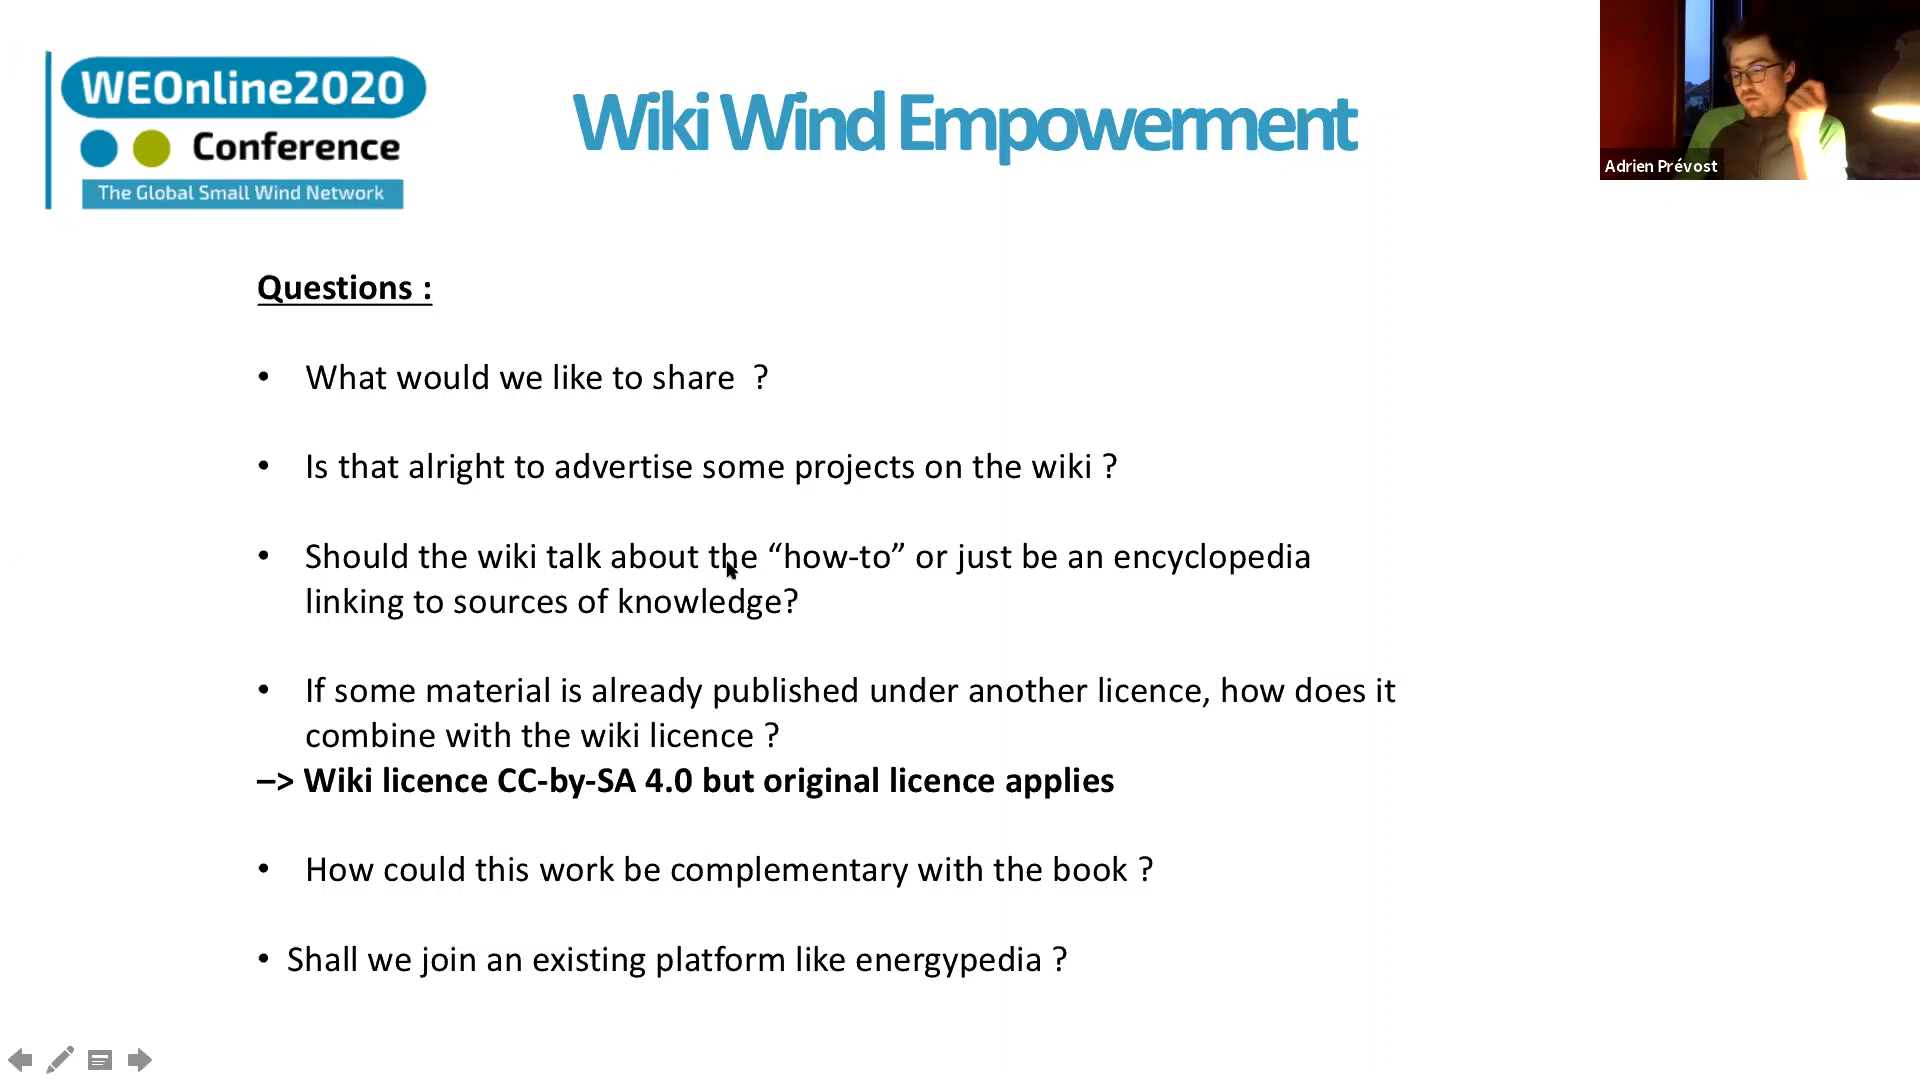 WEOnline2020
Conference
The Global Small Wind Network
Wiki Wind Empowerment
Adrien Prévost
Questions :
• What would we like to share ?
• Is that alright to advertise some projects on the wiki ?
• Should the wiki talk about the “how-to” or just be an encyclopedia
linking to sources of knowledge?
• If some material is already published under another licence, how does it
combine with the wiki licence ?
–> Wiki licence CC-by-SA 4.0 but original licence applies
• How could this work be complementary with the book ?
• Shall we join an existing platform like energypedia ?